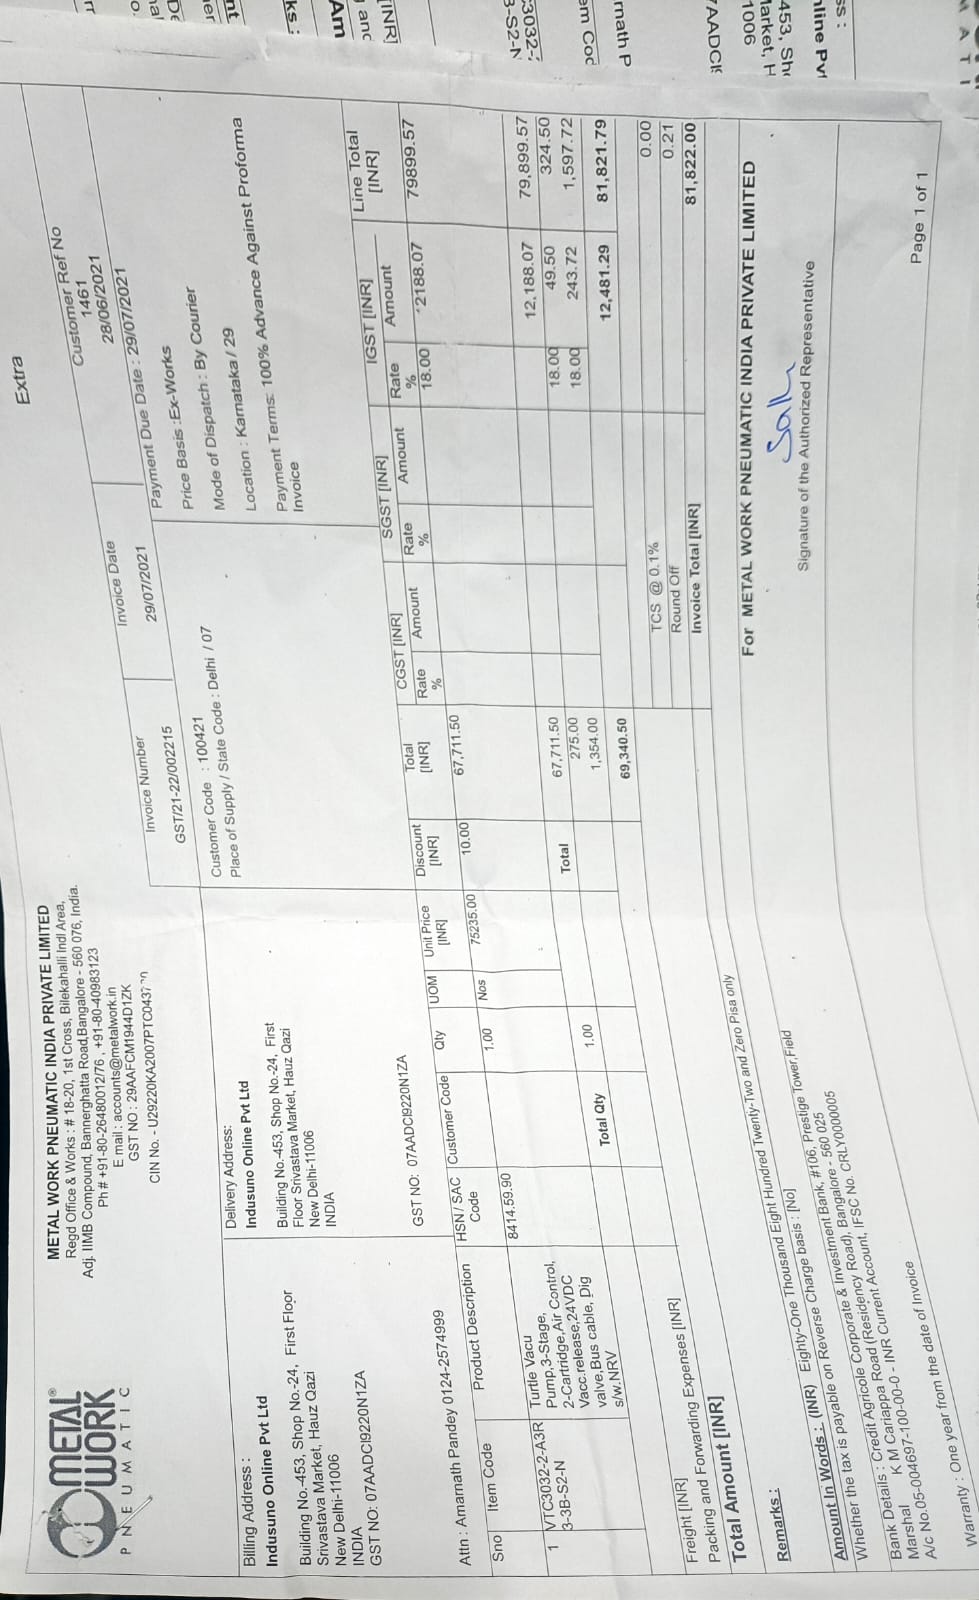 Extra
METAL
WORK
PNEUMATIC
METAL WORK PNEUMATIC INDIA PRIVATE LIMITED
Regd Office & Works : # 18-20, 1st Cross, Bilekahalli Indl Area,
Adj. IIMB Compound, Bannerghatta Road,Bangalore - 560 076, India.
Ph # +91-80-26480012/76 , +91-80-40983123
E mail : accounts@metalwork.in
GST NO : 29AAFCM1944D1ZK
CIN No. - U29220KA2007PTC043
Invoice Number
GST/21-22/002215
Invoice Date
29/07/2021
Customer Ref No
1461
28/06/2021
Customer Code : 100421
Place of Supply / State Code : Delhi / 07
Payment Due Date : 29/07/2021
Price Basis :Ex-Works
Mode of Dispatch : By Courier
Location : Karnataka / 29
Payment Terms: 100% Advance Against Proforma
Invoice
Billing Address :
Indusuno Online Pvt Ltd
Building No.-453, Shop No.-24, First Floor
Srivastava Market, Hauz Qazi
New Delhi-11006
INDIA
GST NO: 07AADCI9220N1ZA
Delivery Address:
Indusuno Online Pvt Ltd
Building No.-453, Shop No.-24, First
Floor Srivastava Market, Hauz Qazi
New Delhi-11006
INDIA
GST NO: 07AADCI9220N1ZA
Attn : Amarnath Pandey 0124-2574999
Sno Item Code Product Description HSN / SAC Code Customer Code Qty UOM Unit Price [INR] Discount [INR] Total [INR] CGST [INR] Rate % Amount SGST [INR] Rate % Amount IGST [INR] Rate % Amount Line Total [INR]
1 VTC3032-2-A3R 8414.59.90 1.00 Nos 75235.00 10.00 67,711.50 18.00 2188.07 79899.57
3-3B-S2-N
Turtle Vacu
Pump,3-Stage,
2-Cartridge,Air Control,
Vacc.release,24VDC
valve,Bus cable, Dig
s/w.NRV
Total Qty 1.00 Total 67,711.50 12,188.07 79,899.57
Freight [INR] 275.00 18.00 49.50 324.50
Packing and Forwarding Expenses [INR] 1,354.00 18.00 243.72 1,597.72
Total Amount [INR] 69,340.50 12,481.29 81,821.79
TCS @ 0.1% 0.00
Round Off 0.21
Invoice Total [INR] 81,822.00
Remarks :
Amount In Words : (INR) Eighty-One Thousand Eight Hundred Twenty-Two and Zero Pisa only
Whether the tax is payable on Reverse Charge basis : [No]
Bank Details : Credit Agricole Corporate & Investment Bank, #106, Prestige Tower,Field
Marshal K M Cariappa Road (Residency Road), Bangalore - 560 025
A/c No.05-004697-100-00-0 - INR Current Account, IFSC No. CRLY0000005
Warranty : One year from the date of Invoice
For METAL WORK PNEUMATIC INDIA PRIVATE LIMITED
Signature of the Authorized Representative
Page 1 of 1